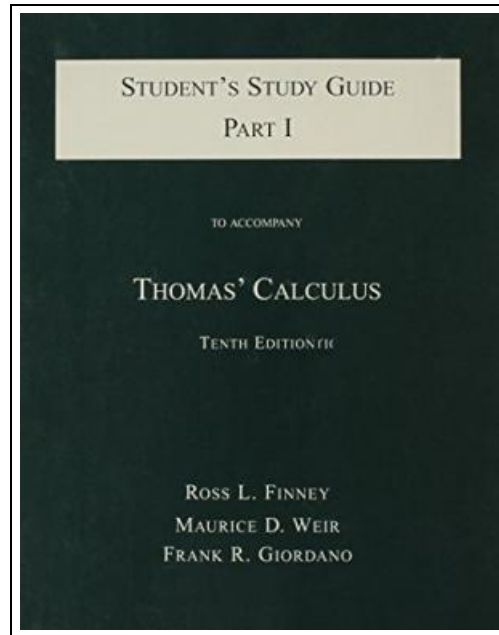 STUDENT'S STUDY GUIDE
PART I
TO ACCOMPANY
THOMAS' CALCULUS
TENTH EDITION
ROSS L. FINNEY
MAURICE D. WEIR
FRANK R. GIORDANO